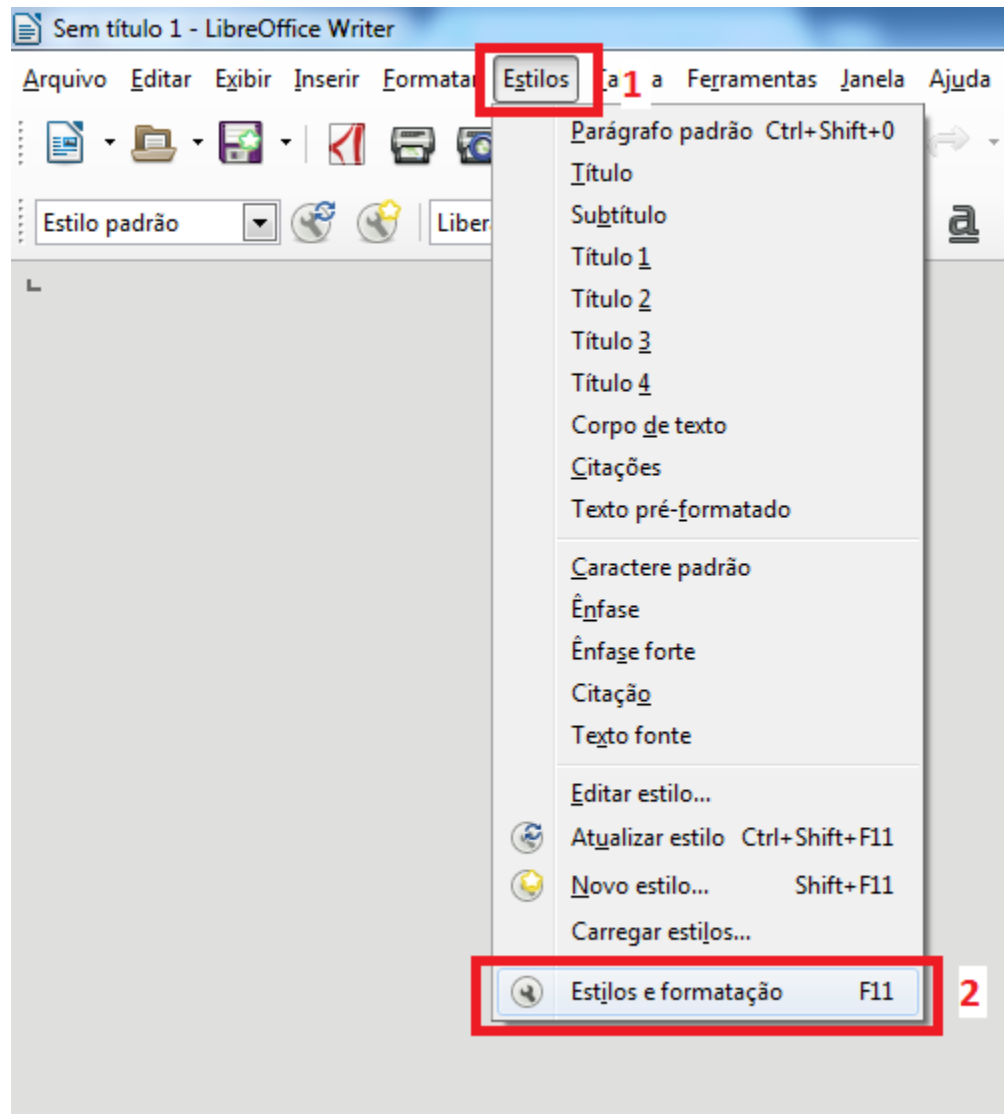 Sem título 1 - LibreOffice Writer
Arquivo Editar Exibir Inserir Formatar Estilos 1 a Ferramentas Janela Ajuda
Parágrafo padrão Ctrl+Shift+0
Título
Estilo padrão Liber
Subtítulo
a
Título 1
Título 2
Título 3
Título 4
Corpo de texto
Citações
Texto pré-formatado
Caractere padrão
Ênfase
Ênfase forte
Citação
Texto fonte
Editar estilo...
Atualizar estilo Ctrl+Shift+F11
Novo estilo... Shift+F11
Carregar estilos...
Estilos e formatação F11 2